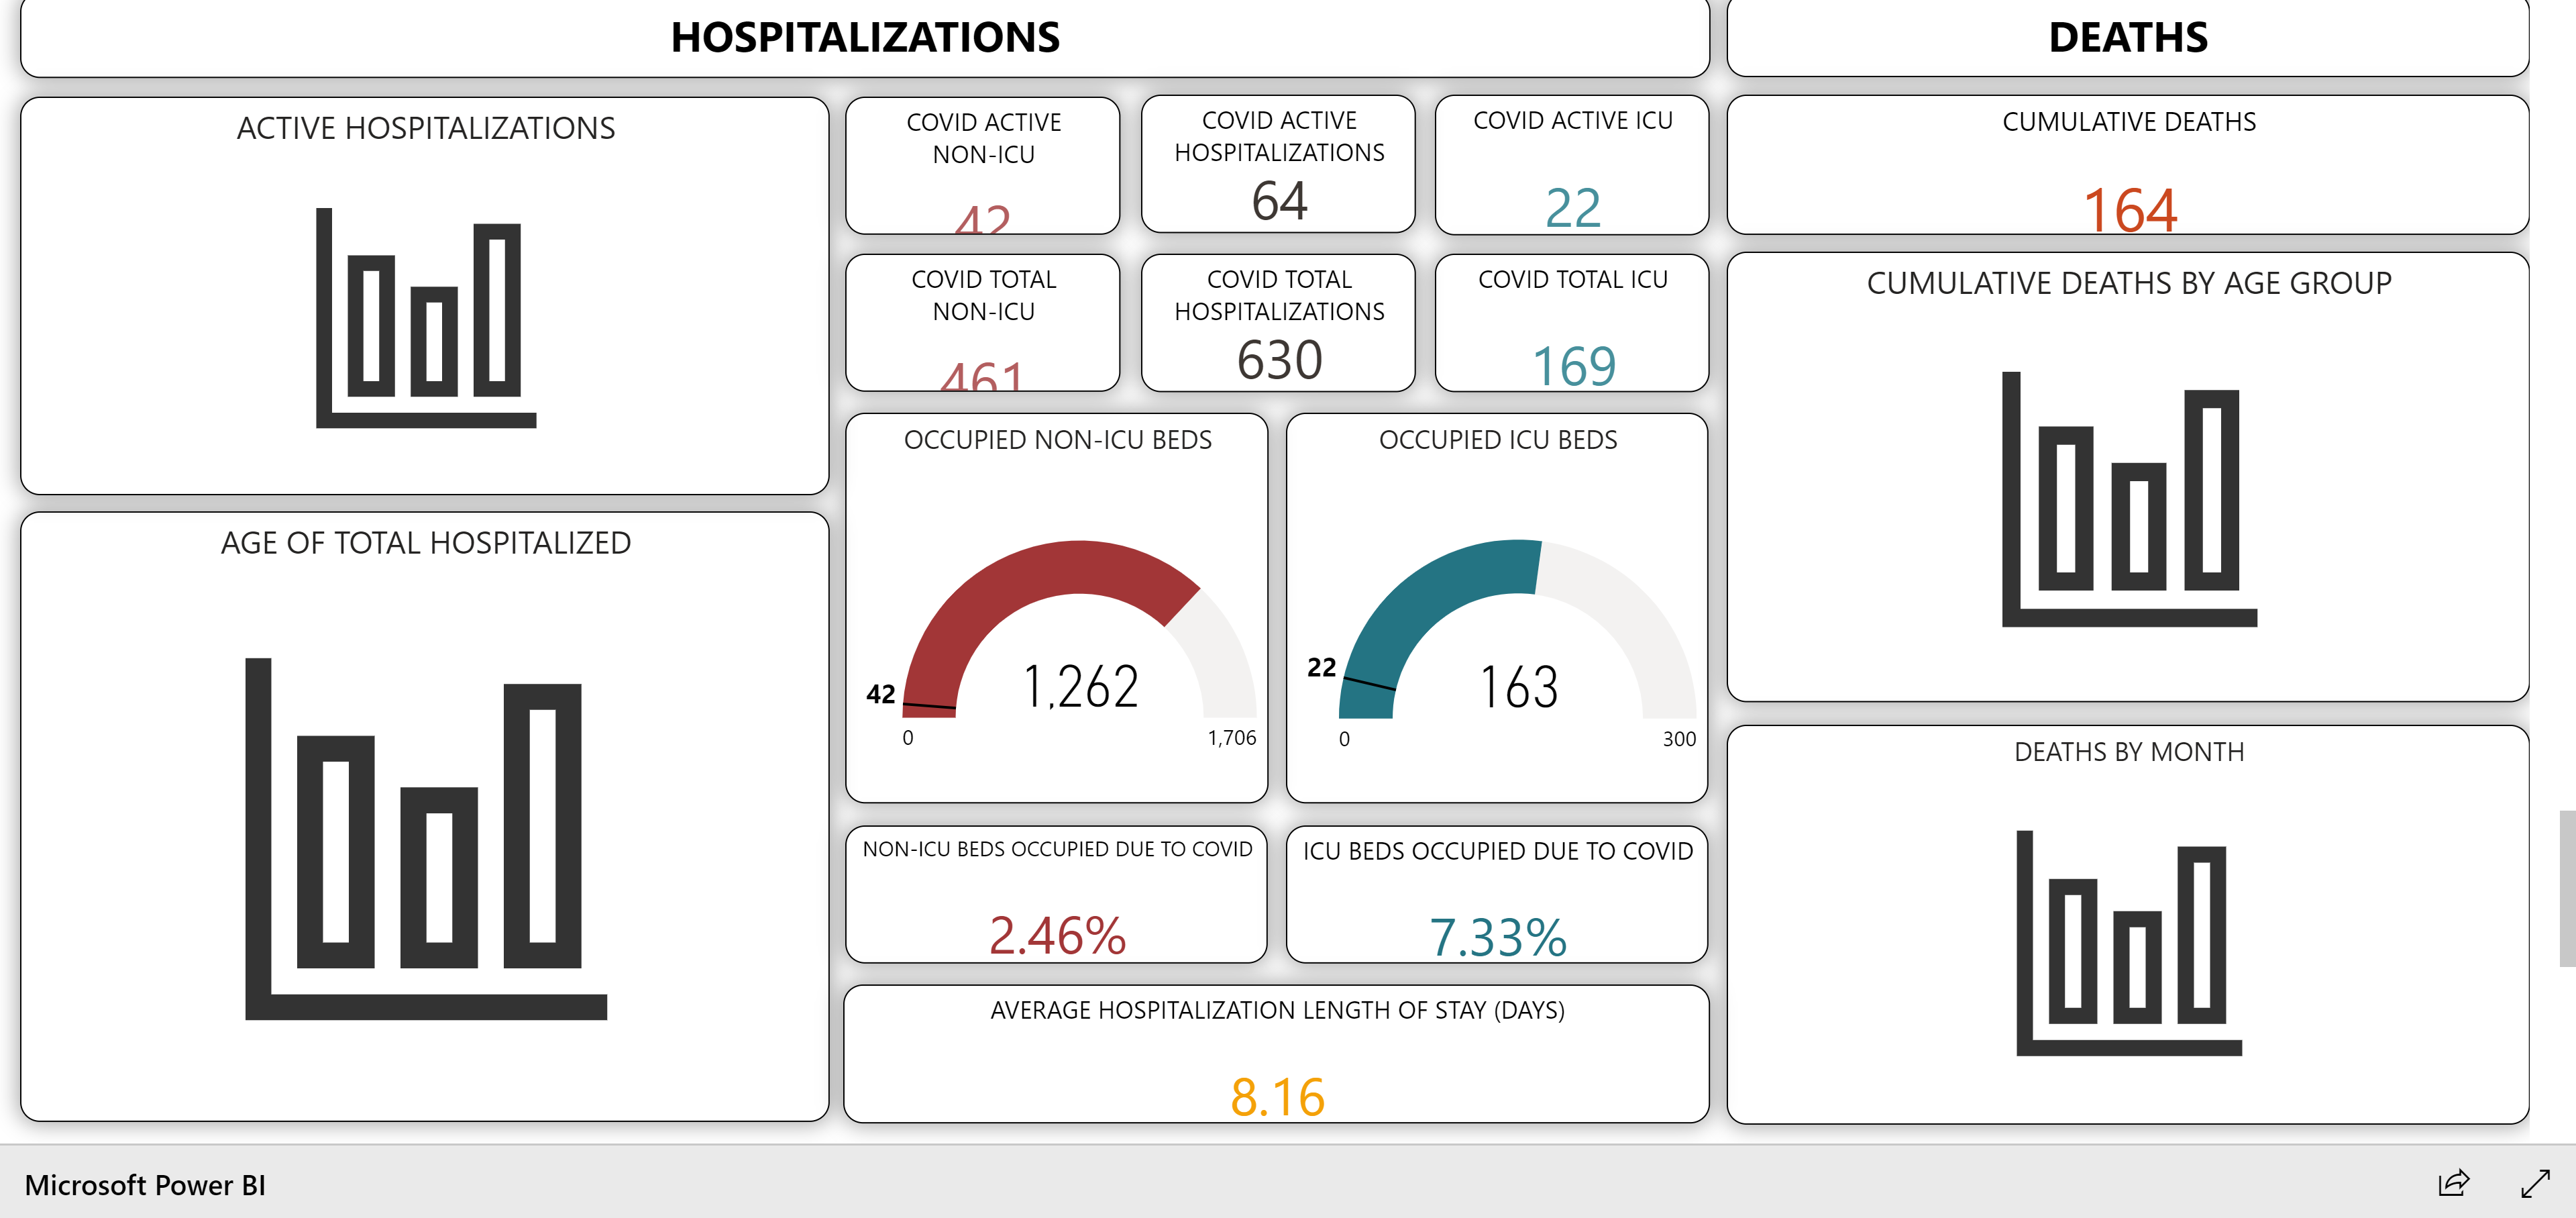 HOSPITALIZATIONS
DEATHS
ACTIVE HOSPITALIZATIONS
COVID ACTIVE
NON-ICU
42
COVID ACTIVE
HOSPITALIZATIONS
64
COVID ACTIVE ICU
22
CUMULATIVE DEATHS
164
COVID TOTAL
NON-ICU
461
COVID TOTAL
HOSPITALIZATIONS
630
COVID TOTAL ICU
169
CUMULATIVE DEATHS BY AGE GROUP
OCCUPIED NON-ICU BEDS
42
1,262
0
1,706
OCCUPIED ICU BEDS
22
163
0
300
AGE OF TOTAL HOSPITALIZED
DEATHS BY MONTH
NON-ICU BEDS OCCUPIED DUE TO COVID
2.46%
ICU BEDS OCCUPIED DUE TO COVID
7.33%
AVERAGE HOSPITALIZATION LENGTH OF STAY (DAYS)
8.16
Microsoft Power BI